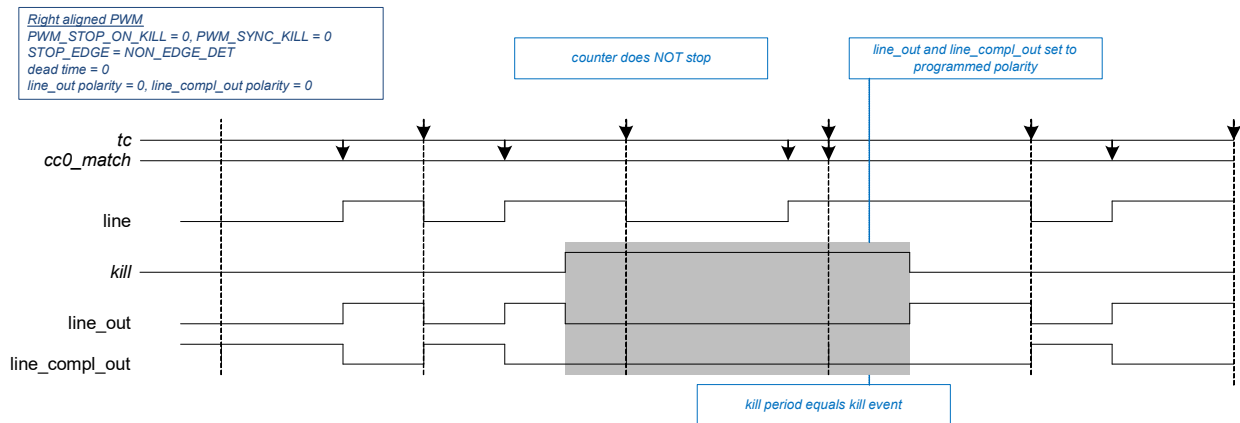 Right aligned PWM
PWM_STOP_ON_KILL = 0, PWM_SYNC_KILL = 0
STOP_EDGE = NON_EDGE_DET
dead time = 0
line_out polarity = 0, line_compl_out polarity = 0
counter does NOT stop
line_out and line_compl_out set to
programmed polarity
tc
cc0_match
line
kill
line_out
line_compl_out
kill period equals kill event